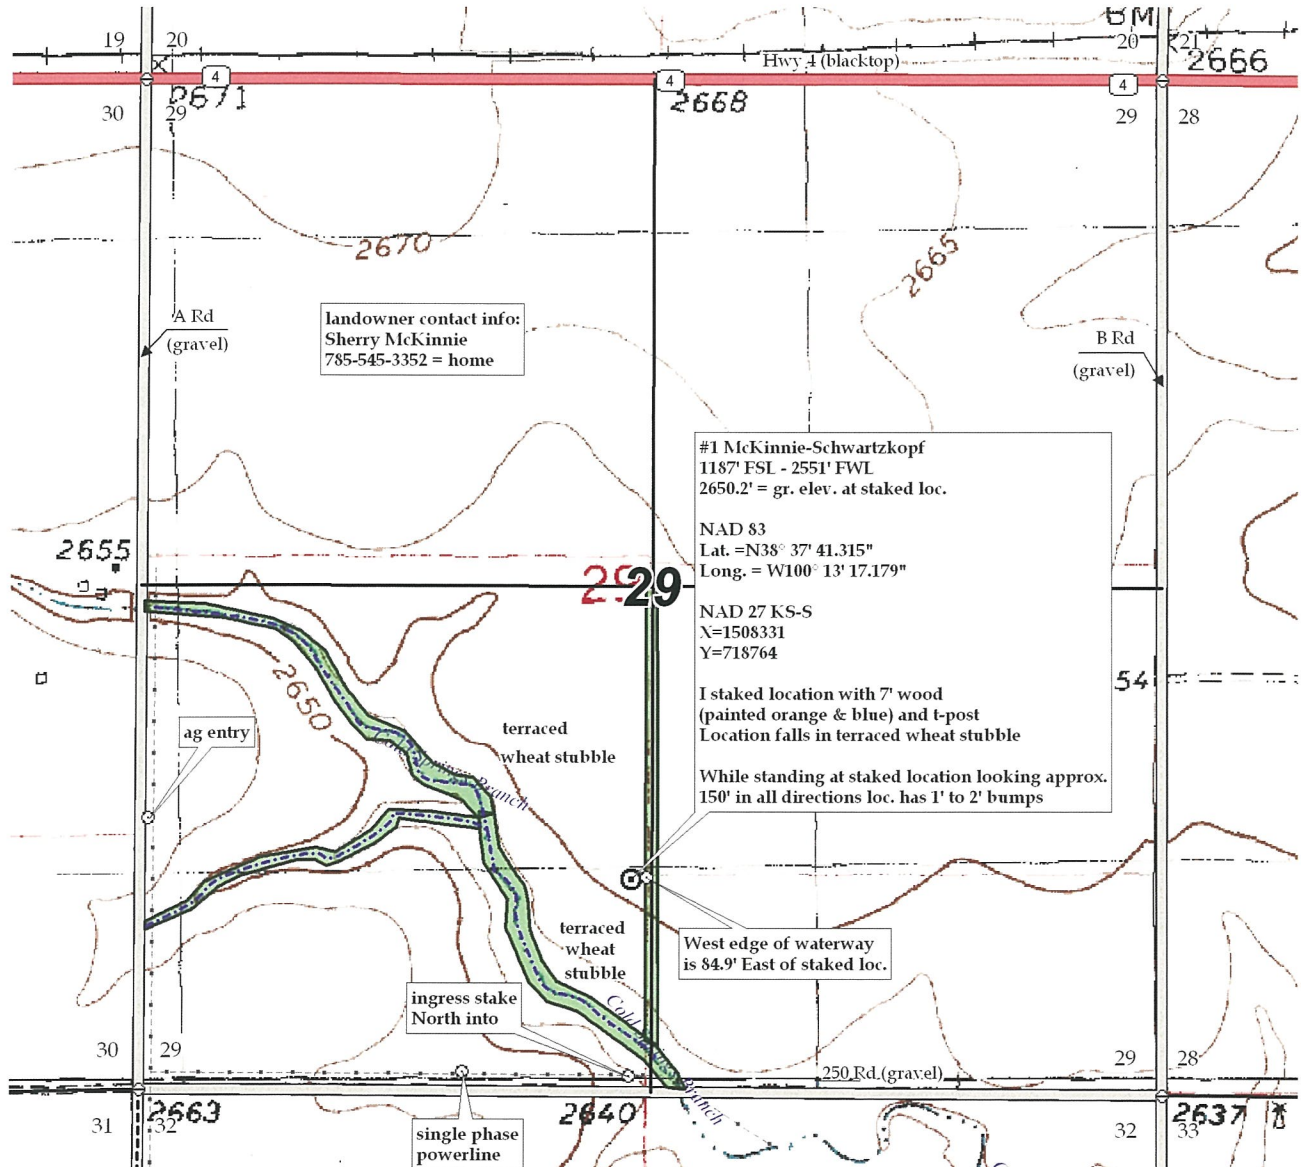 BM
19 20
20 21
Hwy 4 (blacktop)
2666
4
4
4
2671
2668
30 29
29 28
2670
2665
A Rd
(gravel)
landowner contact info:
Sherry McKinnie
785-545-3352 = home
B Rd
(gravel)
#1 McKinnie-Schwartzkopf
1187' FSL - 2551' FWL
2650.2' = gr. elev. at staked loc.
NAD 83
Lat. =N38° 37' 41.315"
Long. = W100° 13' 17.179"
NAD 27 KS-S
X=1508331
Y=718764
I staked location with 7' wood
(painted orange & blue) and t-post
Location falls in terraced wheat stubble
While standing at staked location looking approx.
150' in all directions loc. has 1' to 2' bumps
2655
29
29
54
2650
ag entry
terraced
wheat stubble
Branch
terraced
wheat
stubble
West edge of waterway
is 84.9' East of staked loc.
ingress stake
North into
Cold
Branch
30 29
29 28
250 Rd.(gravel)
2663
2640
2637
31 32
32 33
single phase
powerline